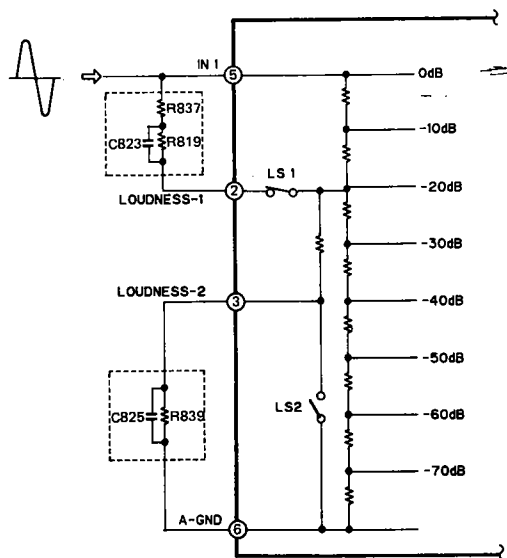 IN 1
5
0dB
R837
-10dB
C823
R819
LS 1
-20dB
2
LOUDNESS-1
-30dB
LOUDNESS-2
3
-40dB
-50dB
C825
R839
LS2
-60dB
-70dB
A-GND
6